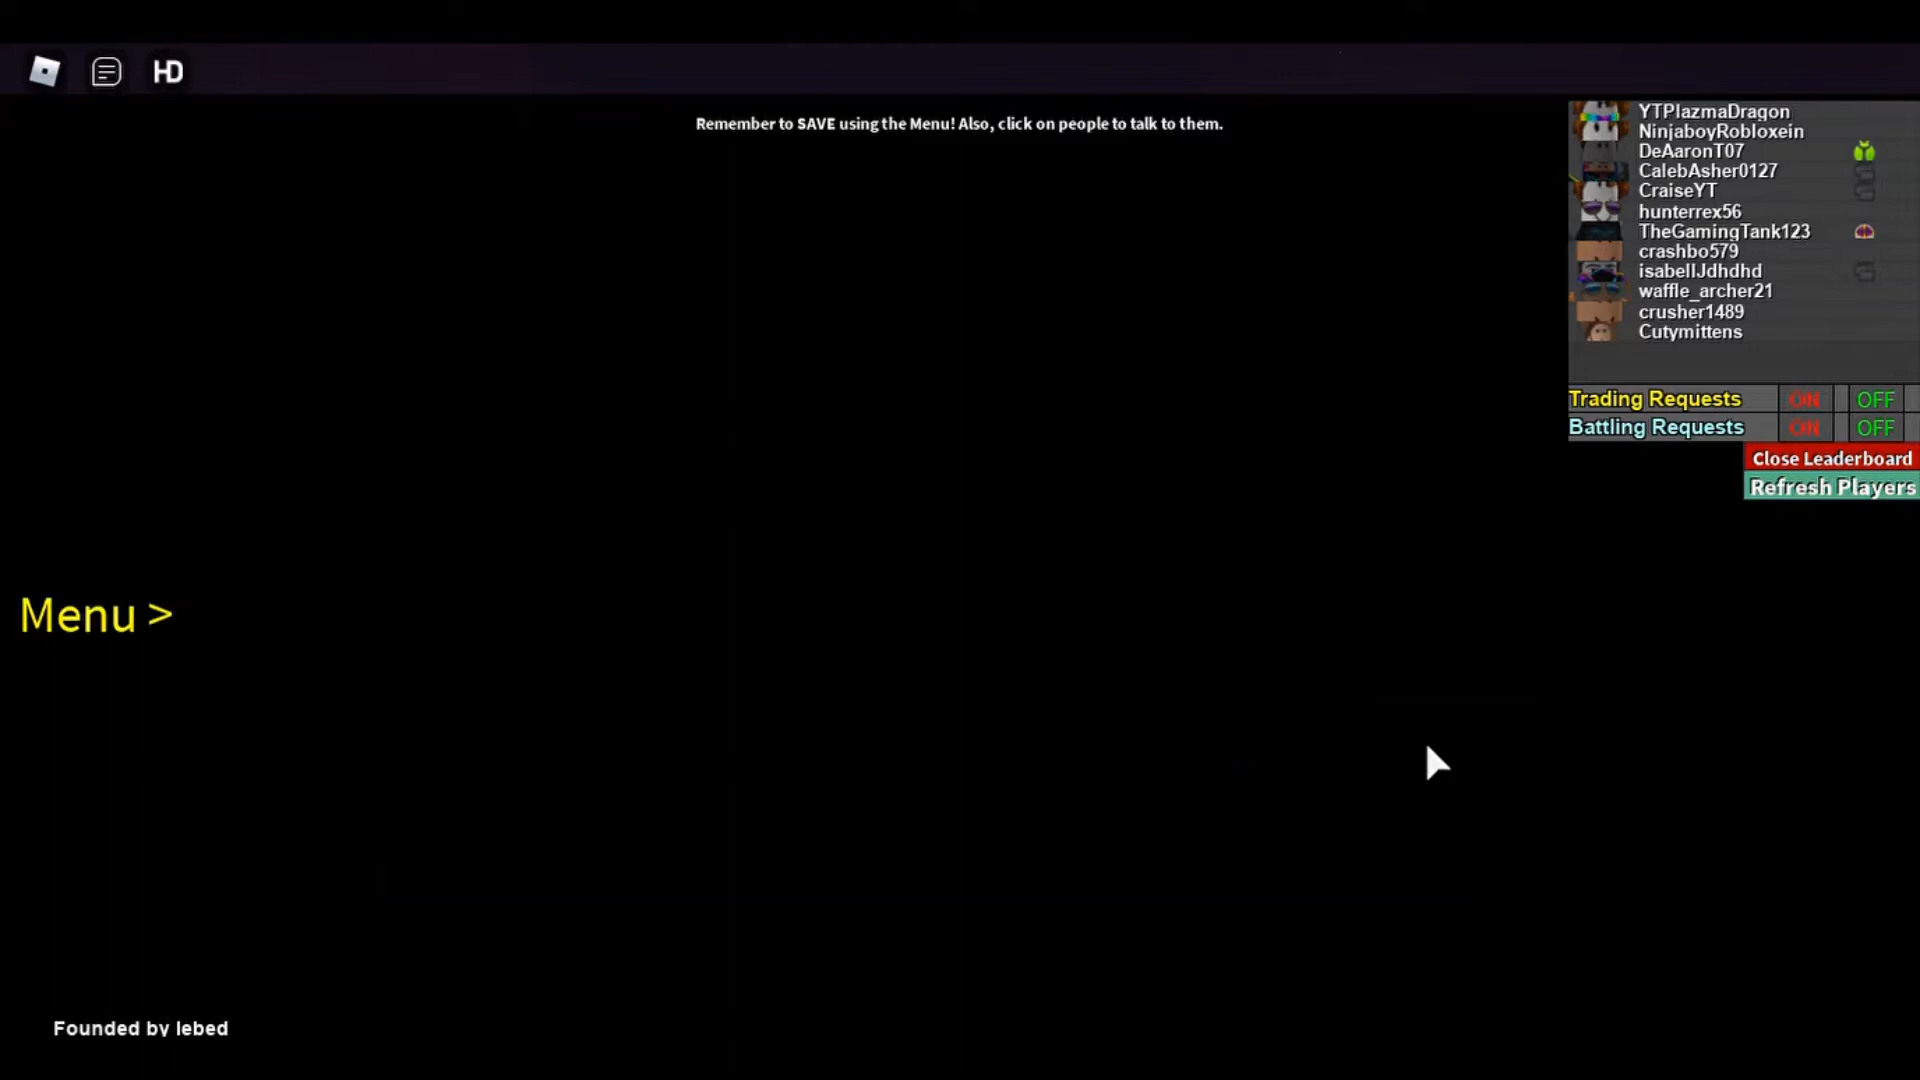 HD
Remember to SAVE using the Menu! Also, click on people to talk to them.
YTPlazmaDragon
NinjaboyRobloxein
DeAaronT07
CalebAsher0127
CraiseYT
hunterrex56
TheGamingTank123
crashbo579
isabellJdhdhd
waffle_archer21
crusher1489
Cutymittens
Trading Requests ON OFF
Battling Requests ON OFF
Close Leaderboard
Refresh Players
Menu >
Founded by lebed